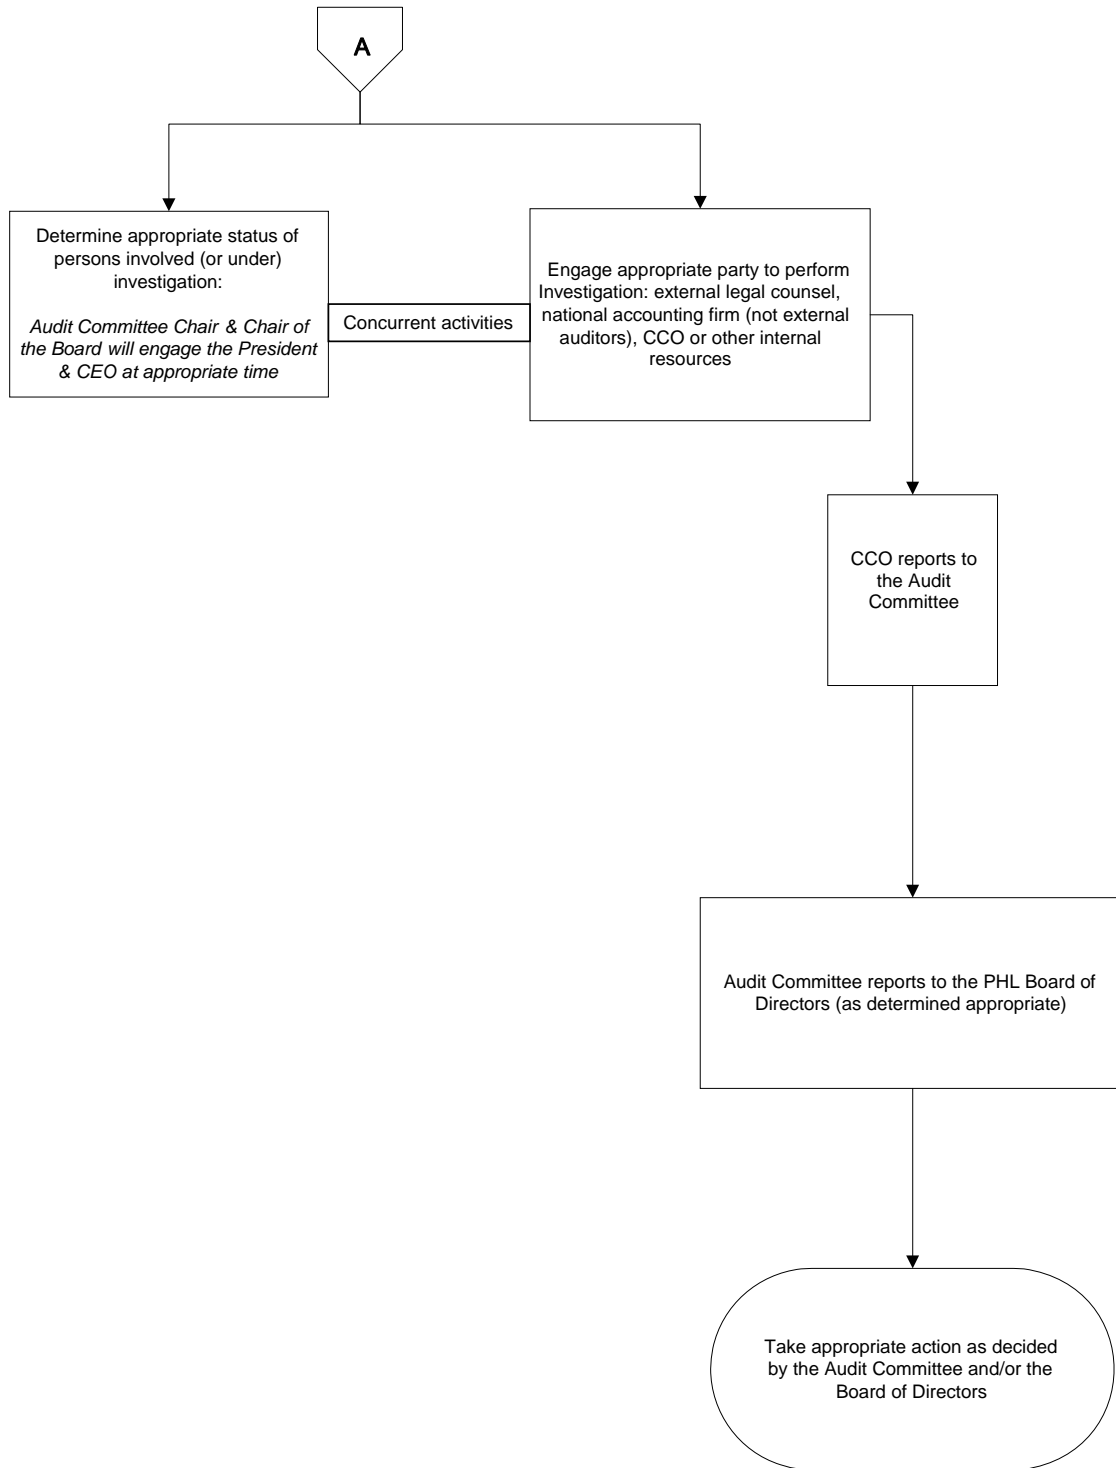 A
Determine appropriate status of
persons involved (or under)
investigation:
Audit Committee Chair & Chair of
the Board will engage the President
& CEO at appropriate time
Concurrent activities
Engage appropriate party to perform
Investigation: external legal counsel,
national accounting firm (not external
auditors), CCO or other internal
resources
CCO reports to
the Audit
Committee
Audit Committee reports to the PHL Board of
Directors (as determined appropriate)
Take appropriate action as decided
by the Audit Committee and/or the
Board of Directors